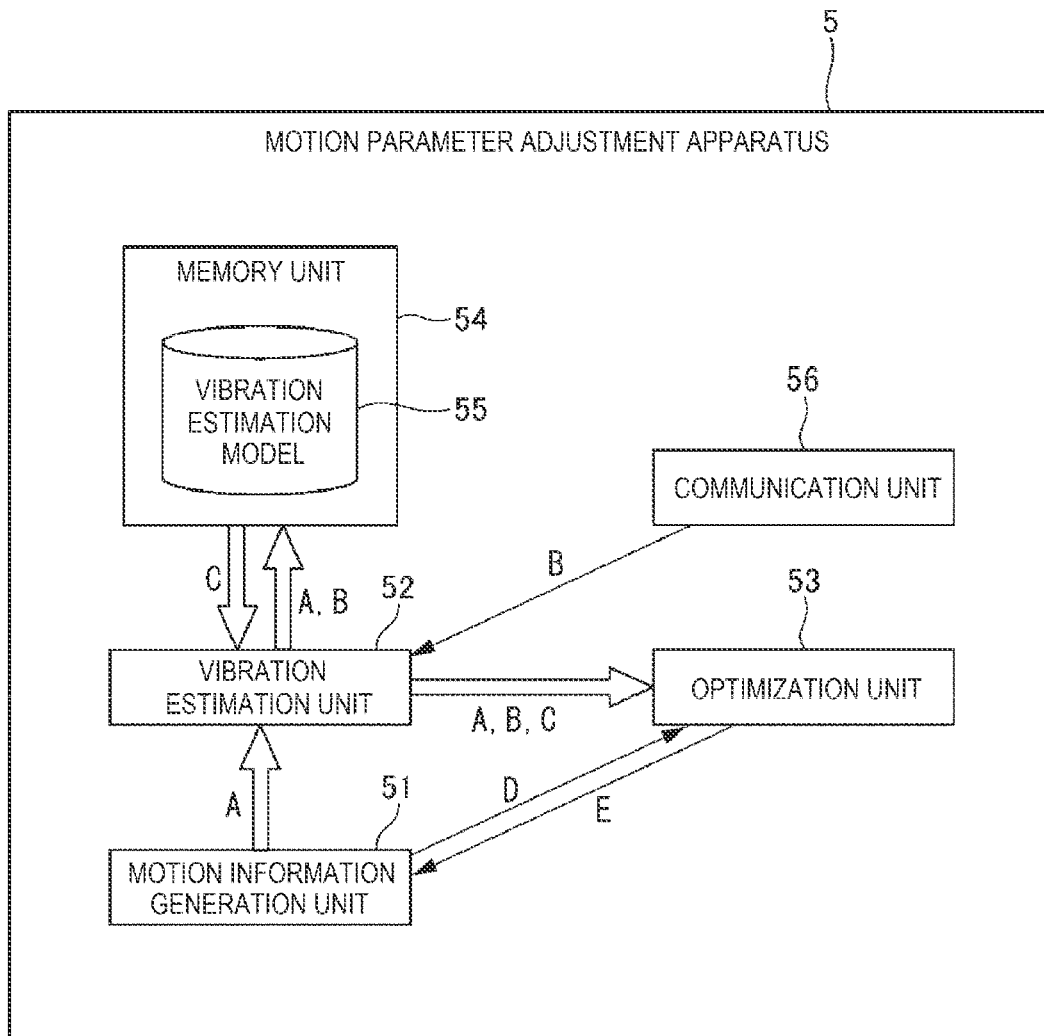 5
MOTION PARAMETER ADJUSTMENT APPARATUS
MEMORY UNIT
54
VIBRATION
ESTIMATION
MODEL
55
56
COMMUNICATION UNIT
C
A, B
B
52
53
VIBRATION
ESTIMATION UNIT
OPTIMIZATION UNIT
A, B, C
A
51
D
E
MOTION INFORMATION
GENERATION UNIT